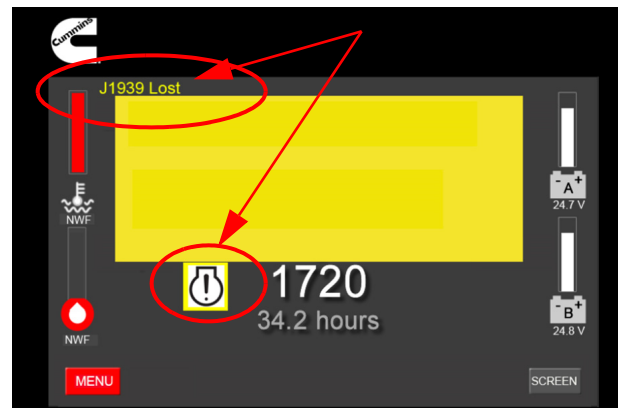 Cummins
J1939 Lost
NWF
NWF
1720
34.2 hours
- A +
24.7 V
- B +
24.8 V
MENU
SCREEN